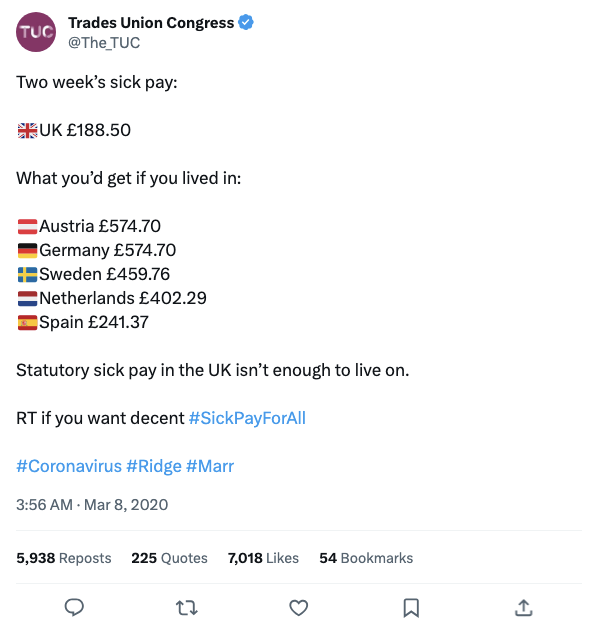 TUC
Trades Union Congress
@The_TUC
Two week’s sick pay:
🇬🇧UK £188.50
What you’d get if you lived in:
🇦🇹Austria £574.70
🇩🇪Germany £574.70
🇸🇪Sweden £459.76
🇳🇱Netherlands £402.29
🇪🇸Spain £241.37
Statutory sick pay in the UK isn’t enough to live on.
RT if you want decent #SickPayForAll
#Coronavirus #Ridge #Marr
3:56 AM · Mar 8, 2020
5,938 Reposts 225 Quotes 7,018 Likes 54 Bookmarks